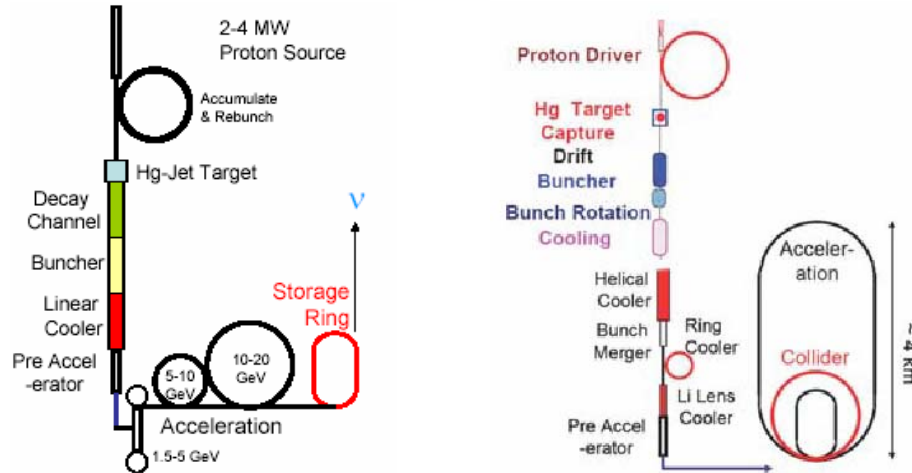 2-4 MW
Proton Source
Accumulate
& Rebunch
Hg-Jet Target
Decay
Channel
Buncher
Linear
Cooler
Pre Accel
-erator
ν
Storage
Ring
5-10
GeV
10-20
GeV
Acceleration
1.5-5 GeV
Proton Driver
Hg Target
Capture
Drift
Buncher
Bunch Rotation
Cooling
Helical
Cooler
Bunch
Merger
Ring
Cooler
Li Lens
Cooler
Pre Accel
-erator
Acceler-
ation
Collider
~ 4 km